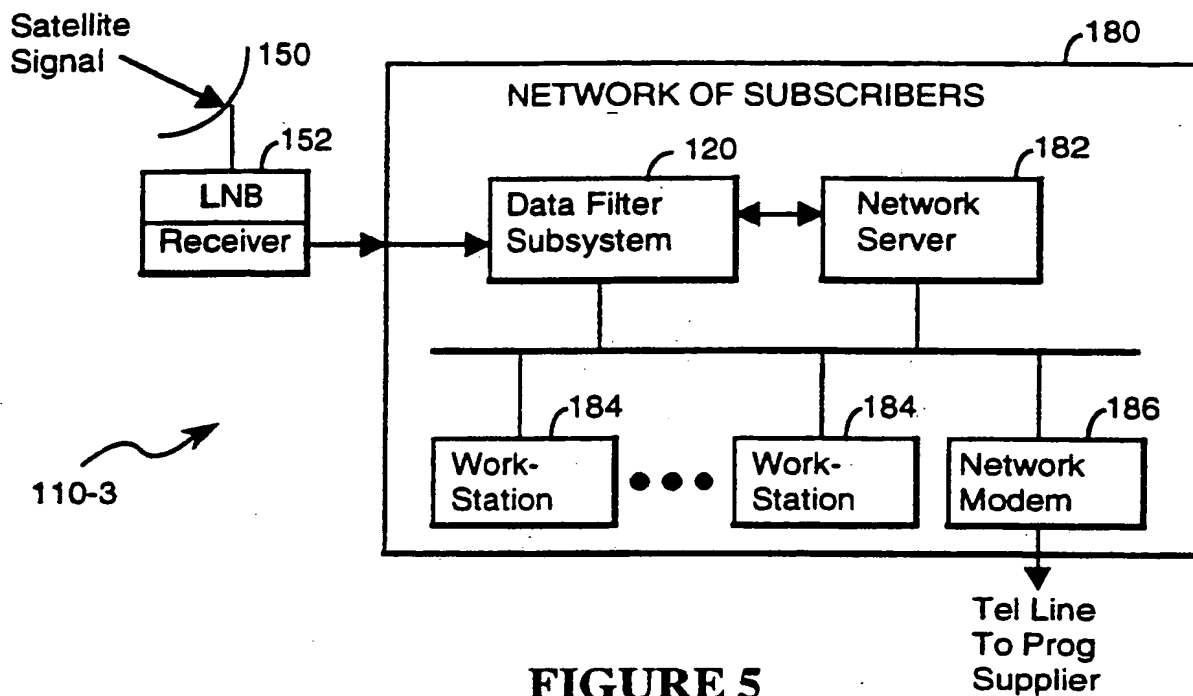 Satellite
Signal
150
152
LNB
Receiver
180
NETWORK OF SUBSCRIBERS
120
Data Filter
Subsystem
182
Network
Server
184
Work-
Station
184
Work-
Station
186
Network
Modem
110-3
Tel Line
To Prog
Supplier
FIGURE 5